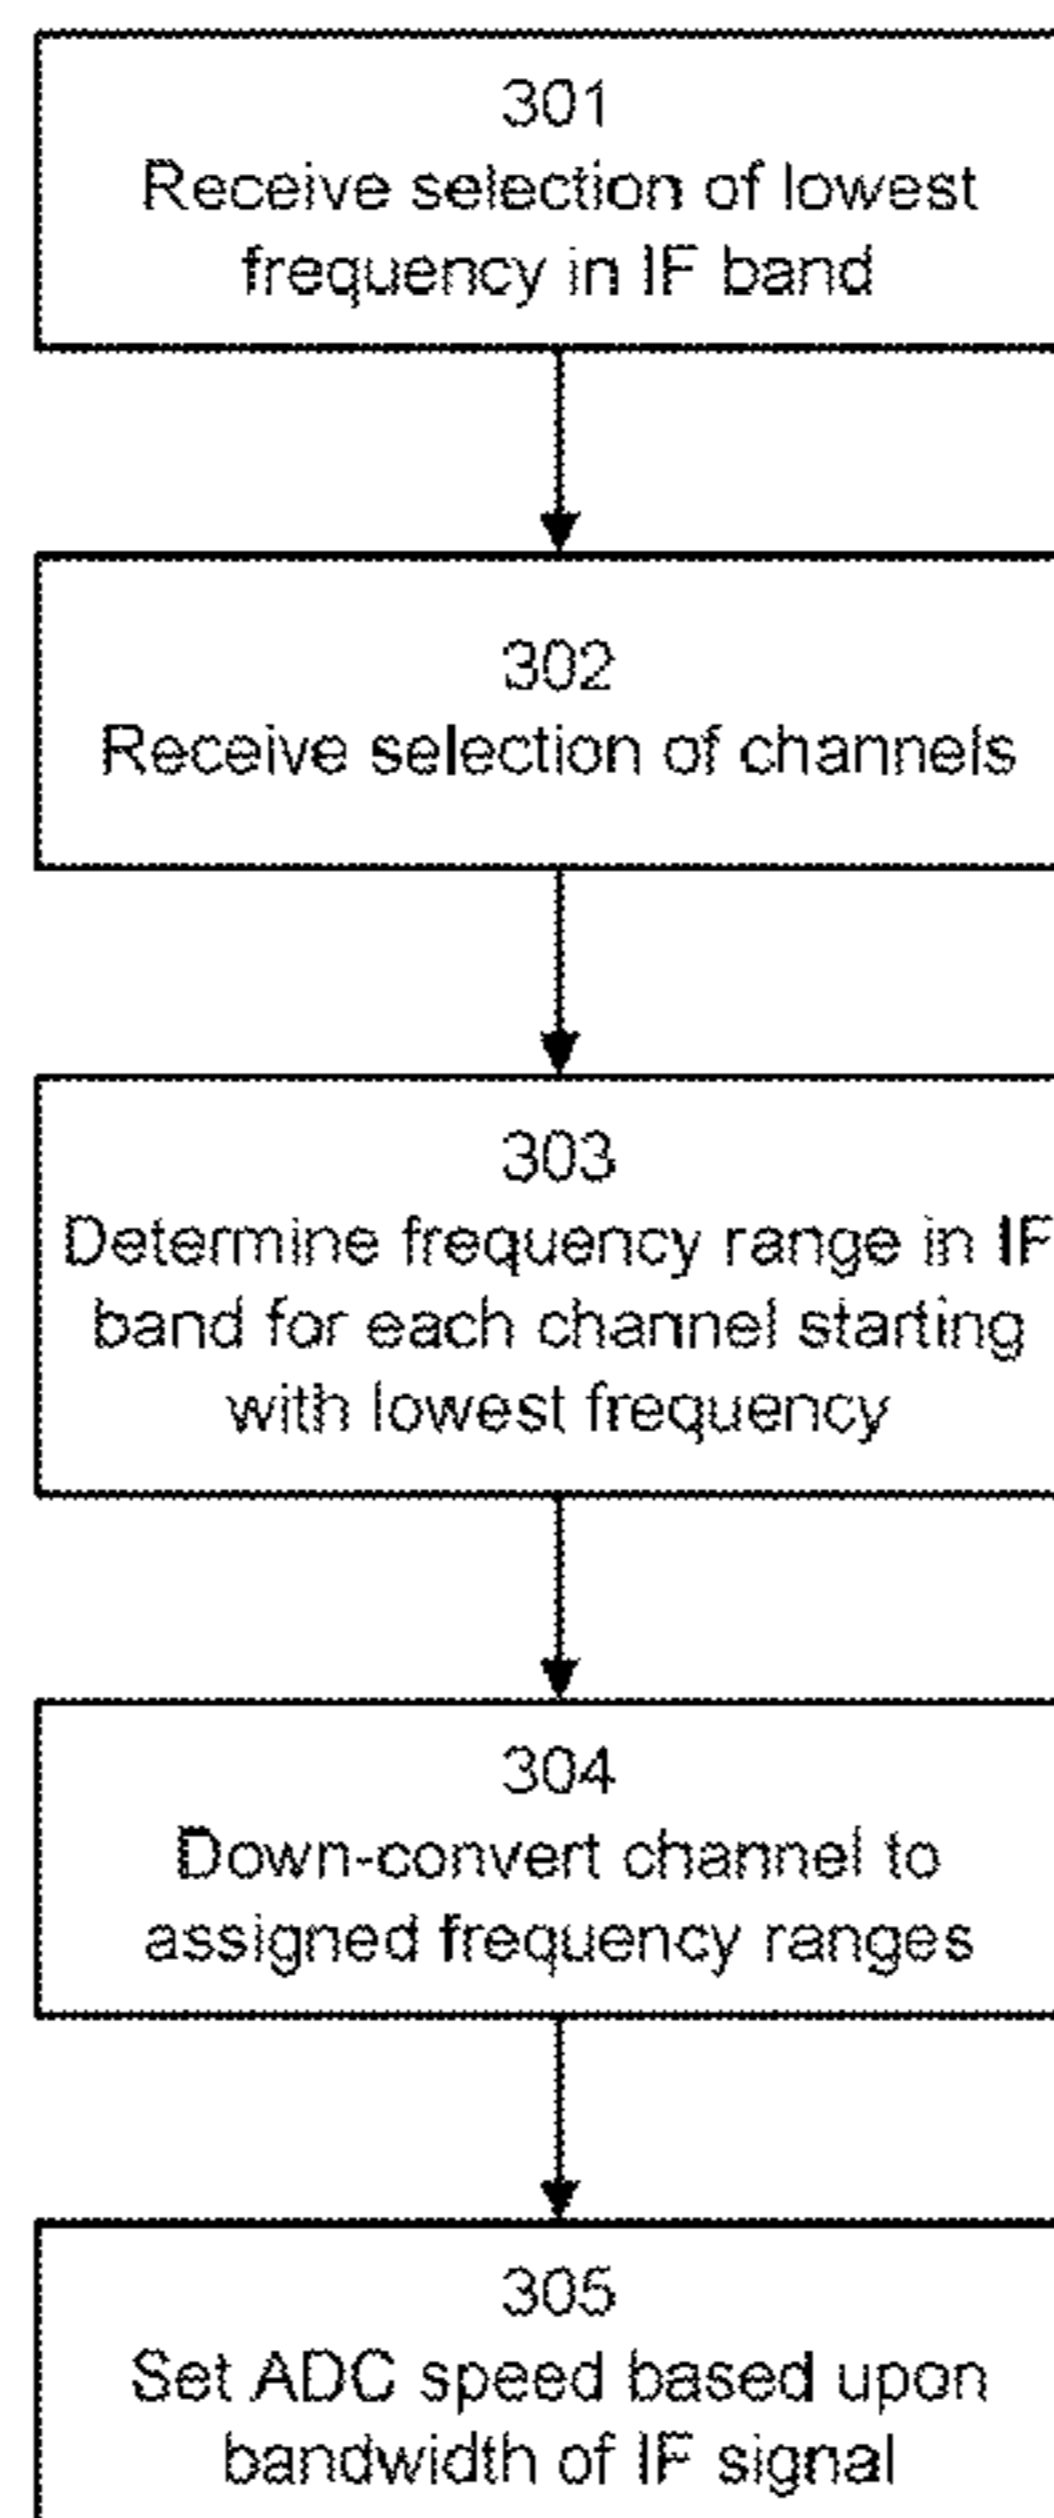 301
Receive selection of lowest
frequency in IF band
302
Receive selection of channels
303
Determine frequency range in IF
band for each channel starting
with lowest frequency
304
Down-convert channel to
assigned frequency ranges
305
Set ADC speed based upon
bandwidth of IF signal